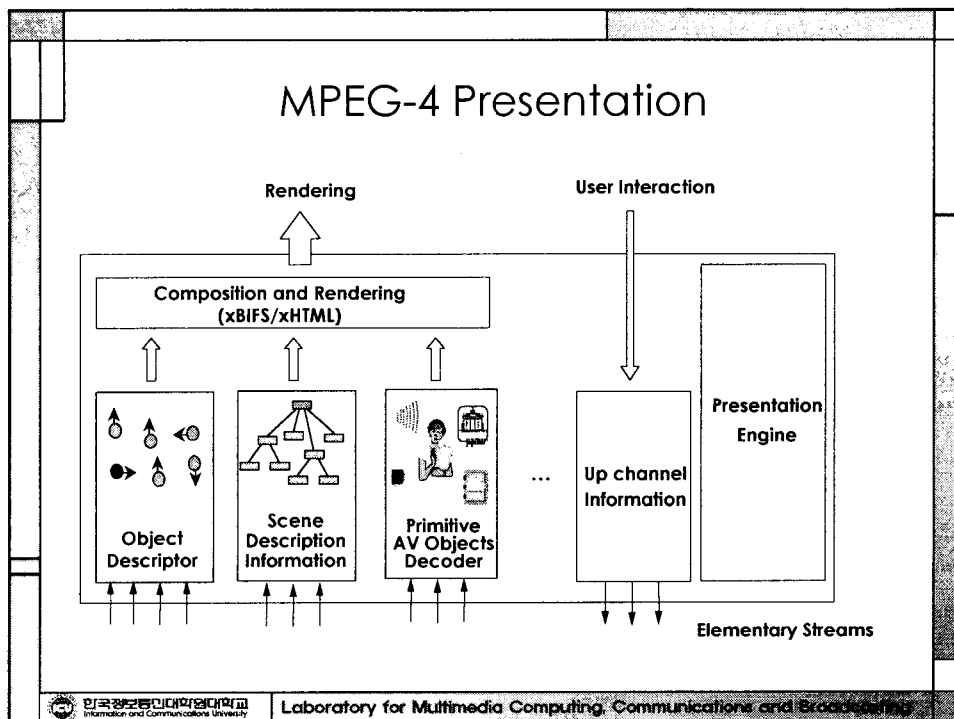 MPEG-4 Presentation
Rendering
User Interaction
Composition and Rendering
(xBIFS/xHTML)
Presentation
Engine
...
Up channel
Information
Object
Descriptor
Scene
Description
Information
Primitive
AV Objects
Decoder
Elementary Streams
한국정보통신대학원대학교
Information and Communications University
Laboratory for Multimedia Computing, Communications and Broadcasting